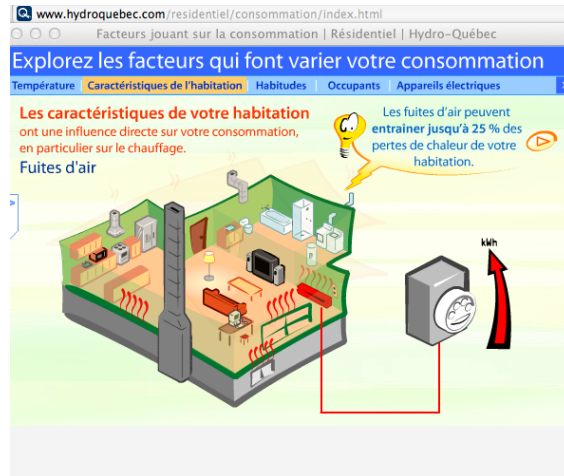 www.hydroquebec.com/residentiel/consommation/index.html
Facteurs jouant sur la consommation | Résidentiel | Hydro-Québec
Explorez les facteurs qui font varier votre consommation
Température | Caractéristiques de l'habitation | Habitudes | Occupants | Appareils électriques
Les caractéristiques de votre habitation
ont une influence directe sur votre consommation,
en particulier sur le chauffage.
Fuites d'air
Les fuites d'air peuvent
entrainer jusqu'à 25 % des
pertes de chaleur de votre
habitation.
kWh